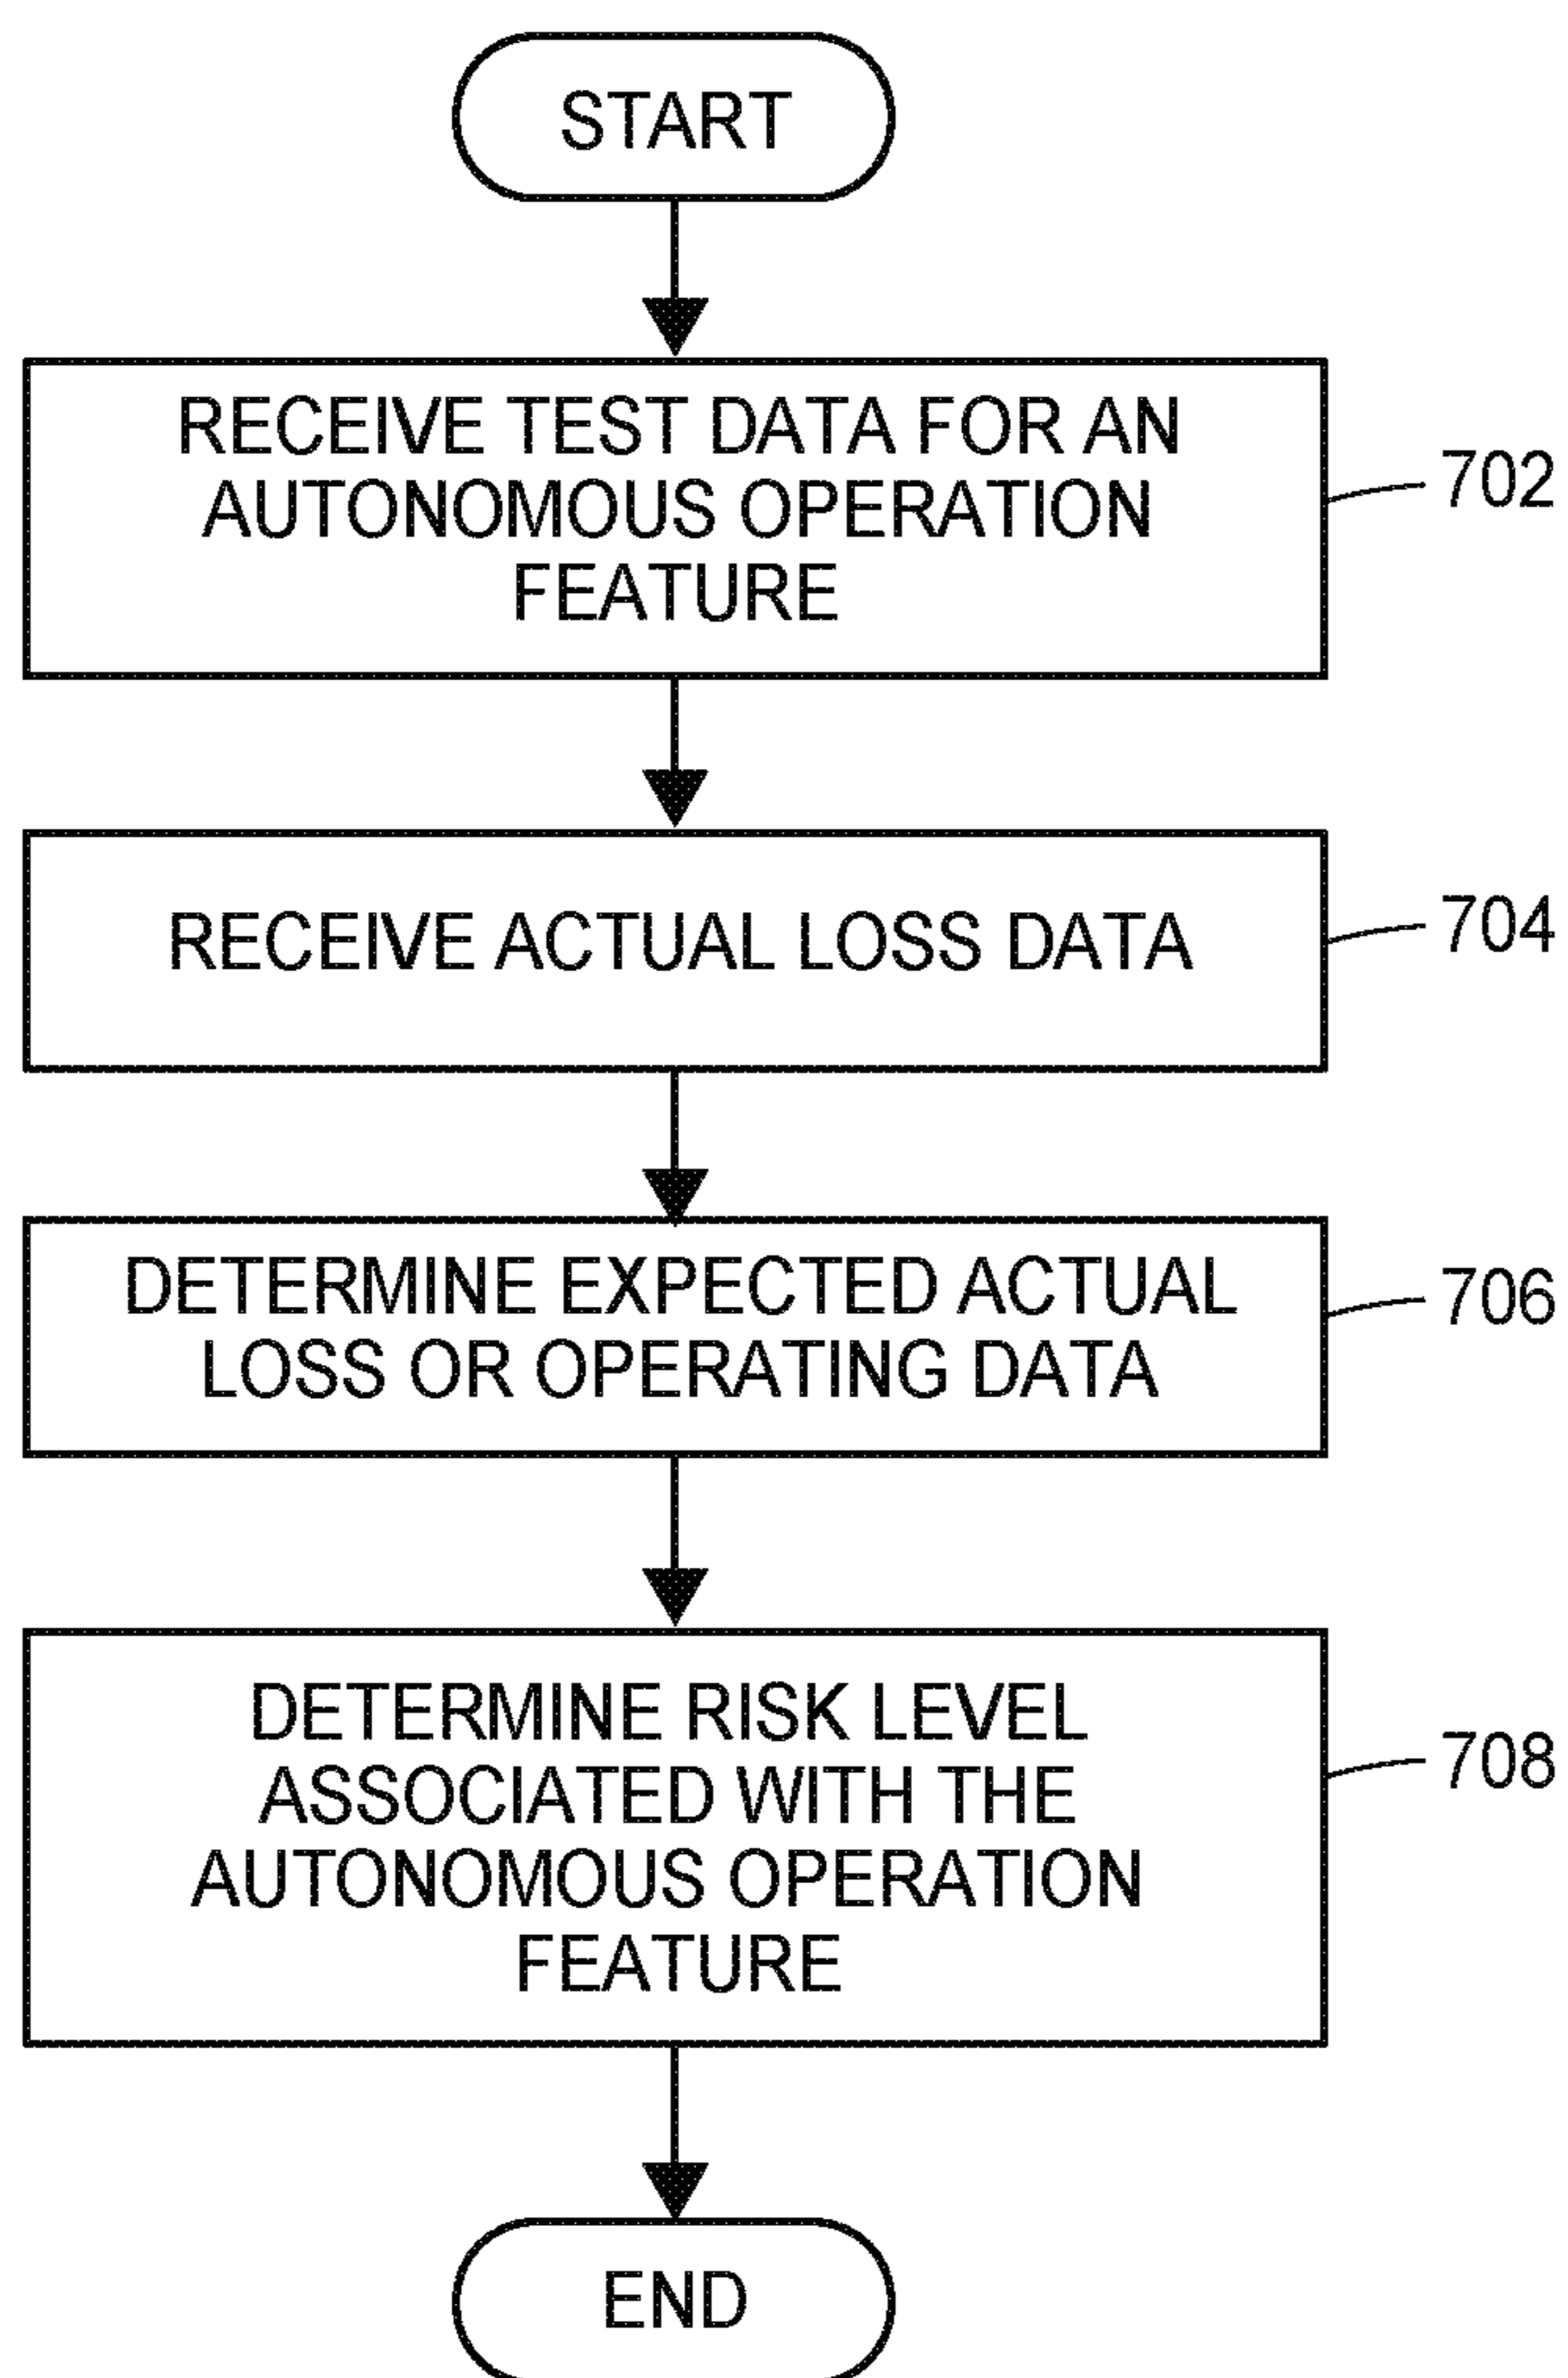 START
RECEIVE TEST DATA FOR AN
AUTONOMOUS OPERATION
FEATURE
702
RECEIVE ACTUAL LOSS DATA
704
DETERMINE EXPECTED ACTUAL
LOSS OR OPERATING DATA
706
DETERMINE RISK LEVEL
ASSOCIATED WITH THE
AUTONOMOUS OPERATION
FEATURE
708
END